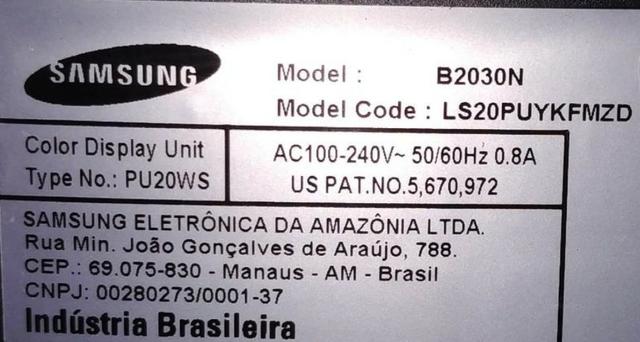 SAMSUNG
Model : B2030N
Model Code : LS20PUYKFMZD
Color Display Unit
Type No.: PU20WS
AC100-240V~ 50/60Hz 0.8A
US PAT.NO.5,670,972
SAMSUNG ELETRÔNICA DA AMAZÔNIA LTDA.
Rua Min. João Gonçalves de Araújo, 788.
CEP.: 69.075-830 - Manaus - AM - Brasil
CNPJ: 00280273/0001-37
Indústria Brasileira